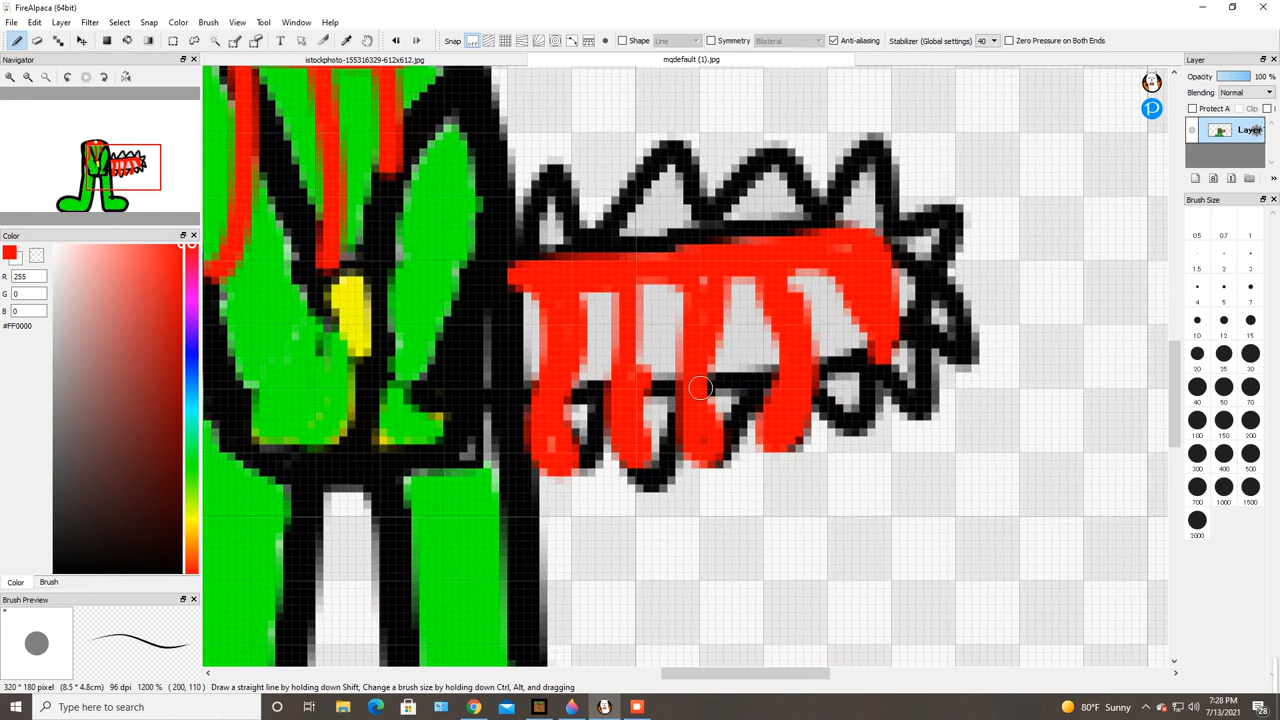 FireAlpaca (64bit)
File Edit Layer Filter Select Snap Color Brush View Tool Window Help
Snap off Shape Line Symmetry Bilateral Anti-aliasing Stabilizer (Global settings) 40 Zero Pressure on Both
Navigator
istockphoto-155316329-612x612.jpg
mqdefault (1).jpg
Layer
Opacity 100 %
Blending Normal
Protect A Clip
Layer
Brush Size
0.5 0.7 1
1.5 2 3
4 5 7
10 12 15
20 25 30
40 50 70
100 150 200
300 400 500
700 1000 1500
2000
Color
R 255
G
B 0
#FF0000
Color Brush
Brush Preview
320 * 180 pixel (8.5 * 4.8cm) 96 dpi 1200 % ( 200, 110 ) Draw a straight line by holding down Shift, Change a brush size by holding down Ctrl, Alt, and dragging
Type here to search
80°F Sunny
7:28 PM
7/13/2021